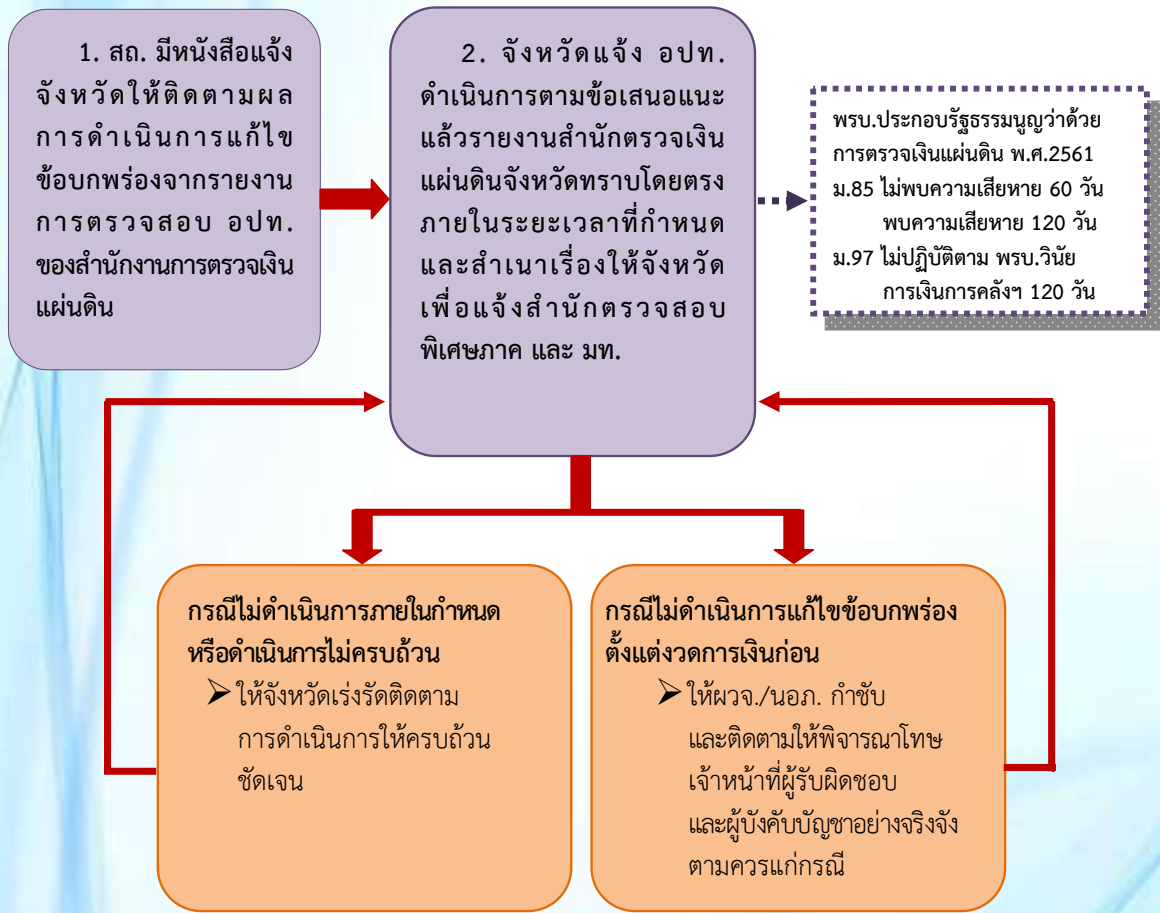 1. สถ. มีหนังสือแจ้ง
จังหวัดให้ติดตามผล
การดำเนินการแก้ไข
ข้อบกพร่องจากรายงาน
การตรวจสอบ อปท.
ของสำนักงานการตรวจเงิน
แผ่นดิน
2. จังหวัดแจ้ง อปท.
ดำเนินการตามข้อเสนอแนะ
แล้วรายงานสำนักตรวจเงิน
แผ่นดินจังหวัดทราบโดยตรง
ภายในระยะเวลาที่กำหนด
และสำเนาเรื่องให้จังหวัด
เพื่อแจ้งสำนักตรวจสอบ
พิเศษภาค และ มท.
พรบ.ประกอบรัฐธรรมนูญว่าด้วย
การตรวจเงินแผ่นดิน พ.ศ.2561
ม.85 ไม่พบความเสียหาย 60 วัน
พบความเสียหาย 120 วัน
ม.97 ไม่ปฏิบัติตาม พรบ.วินัย
การเงินการคลังฯ 120 วัน
กรณีไม่ดำเนินการภายในกำหนด
หรือดำเนินการไม่ครบถ้วน
➢ ให้จังหวัดเร่งรัดติดตาม
การดำเนินการให้ครบถ้วน
ชัดเจน
กรณีไม่ดำเนินการแก้ไขข้อบกพร่อง
ตั้งแต่งวดการเงินก่อน
➢ ให้ผวจ./นอภ. กำชับ
และติดตามให้พิจารณาโทษ
เจ้าหน้าที่ผู้รับผิดชอบ
และผู้บังคับบัญชาอย่างจริงจัง
ตามควรแก่กรณี